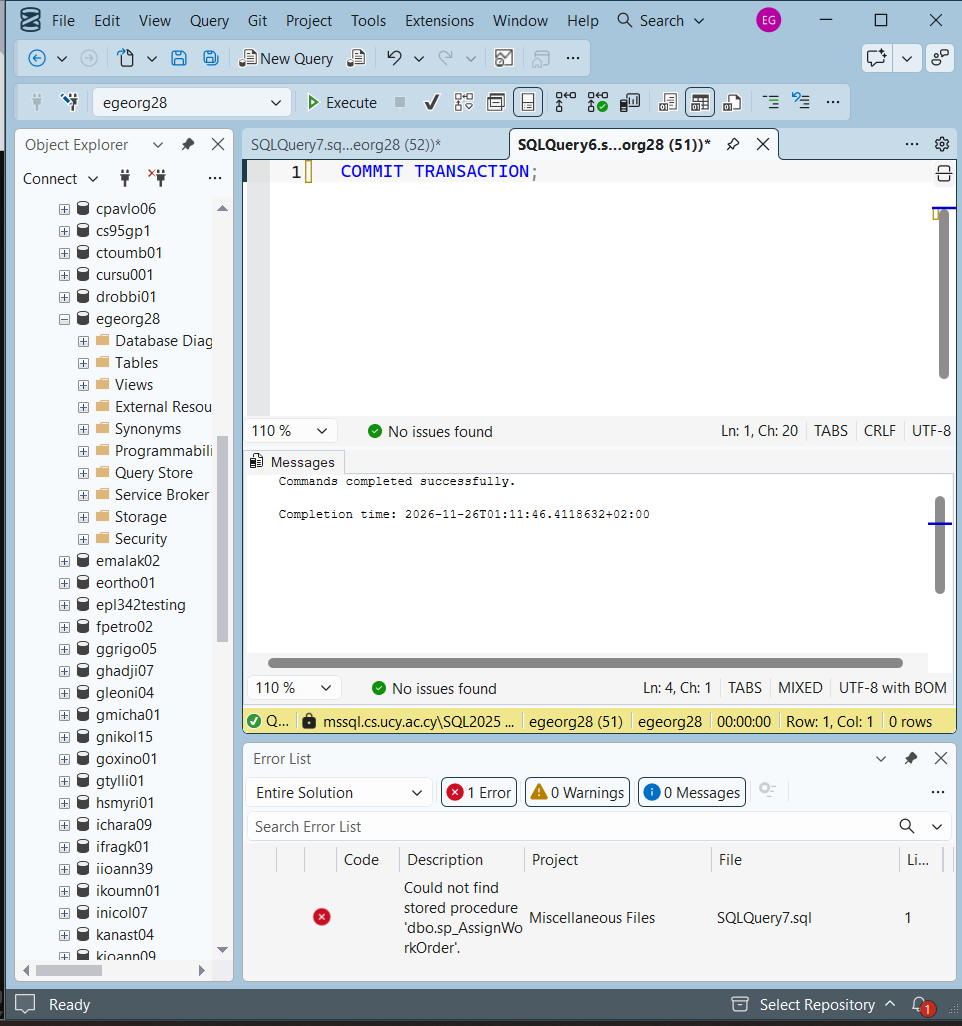 File Edit View Query Git Project Tools Extensions Window Help Search EG
New Query
egeorg28 Execute
Object Explorer
Connect
cpavlo06
cs95gp1
ctoumb01
cursu001
drobbi01
egeorg28
Database Diag
Tables
Views
External Resou
Synonyms
Programmabili
Query Store
Service Broker
Storage
Security
emalak02
eortho01
epl342testing
fpetro02
ggrigo05
ghadji07
gleoni04
gmicha01
gnikol15
goxino01
gtylli01
hsmyri01
ichara09
ifragk01
iioann39
ikoumn01
inicol07
kanast04
kioann09
SQLQuery7.sq...eorg28 (52))* SQLQuery6.s...org28 (51))*
1 COMMIT TRANSACTION;
110 % No issues found Ln: 1, Ch: 20 TABS CRLF UTF-8
Messages
Commands completed successfully.
Completion time: 2026-11-26T01:11:46.4118632+02:00
110 % No issues found Ln: 4, Ch: 1 TABS MIXED UTF-8 with BOM
Q... mssql.cs.ucy.ac.cy\SQL2025 ... egeorg28 (51) egeorg28 00:00:00 Row: 1, Col: 1 0 rows
Error List
Entire Solution 1 Error 0 Warnings 0 Messages
Search Error List
Code Description Project File Li...
Could not find
stored procedure
'dbo.sp_AssignWo
rkOrder'.
Miscellaneous Files SQLQuery7.sql 1
Ready Select Repository 1